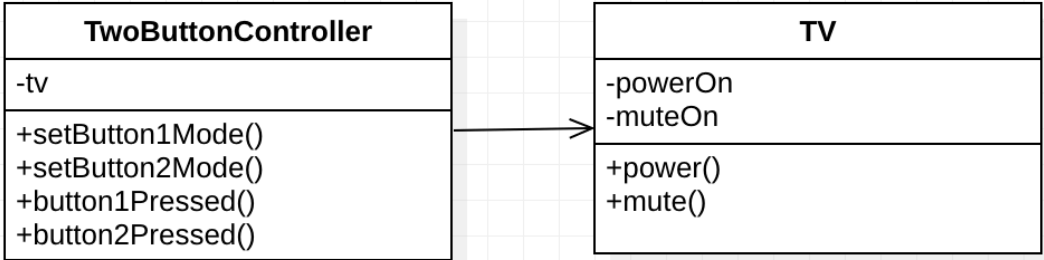 TwoButtonController
-tv
+setButton1Mode()
+setButton2Mode()
+button1Pressed()
+button2Pressed()
TV
-powerOn
-muteOn
+power()
+mute()